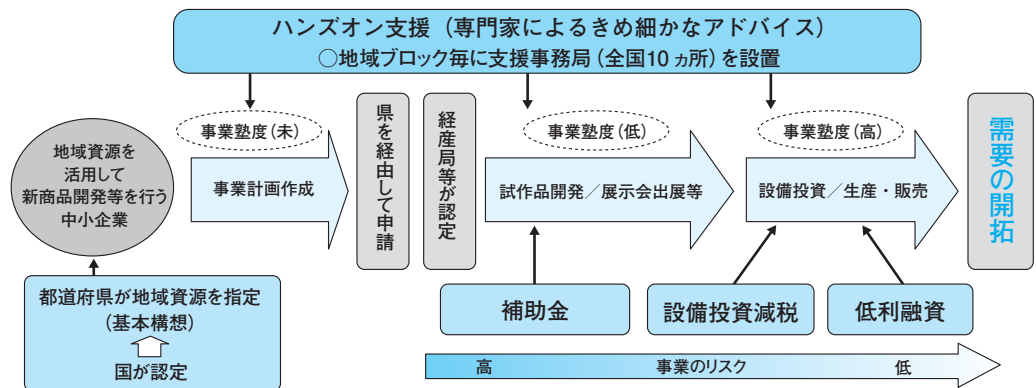 ハンズオン支援（専門家によるきめ細かなアドバイス）
○地域ブロック毎に支援事務局（全国10ヵ所）を設置
事業塾度（未）
事業塾度（低）
事業塾度（高）
地域資源を
活用して
新商品開発等を行う
中小企業
事業計画作成
県を経由して申請
経産局等が認定
試作品開発／展示会出展等
設備投資／生産・販売
需要の開拓
都道府県が地域資源を指定
（基本構想）
国が認定
補助金
設備投資減税
低利融資
高 事業のリスク 低